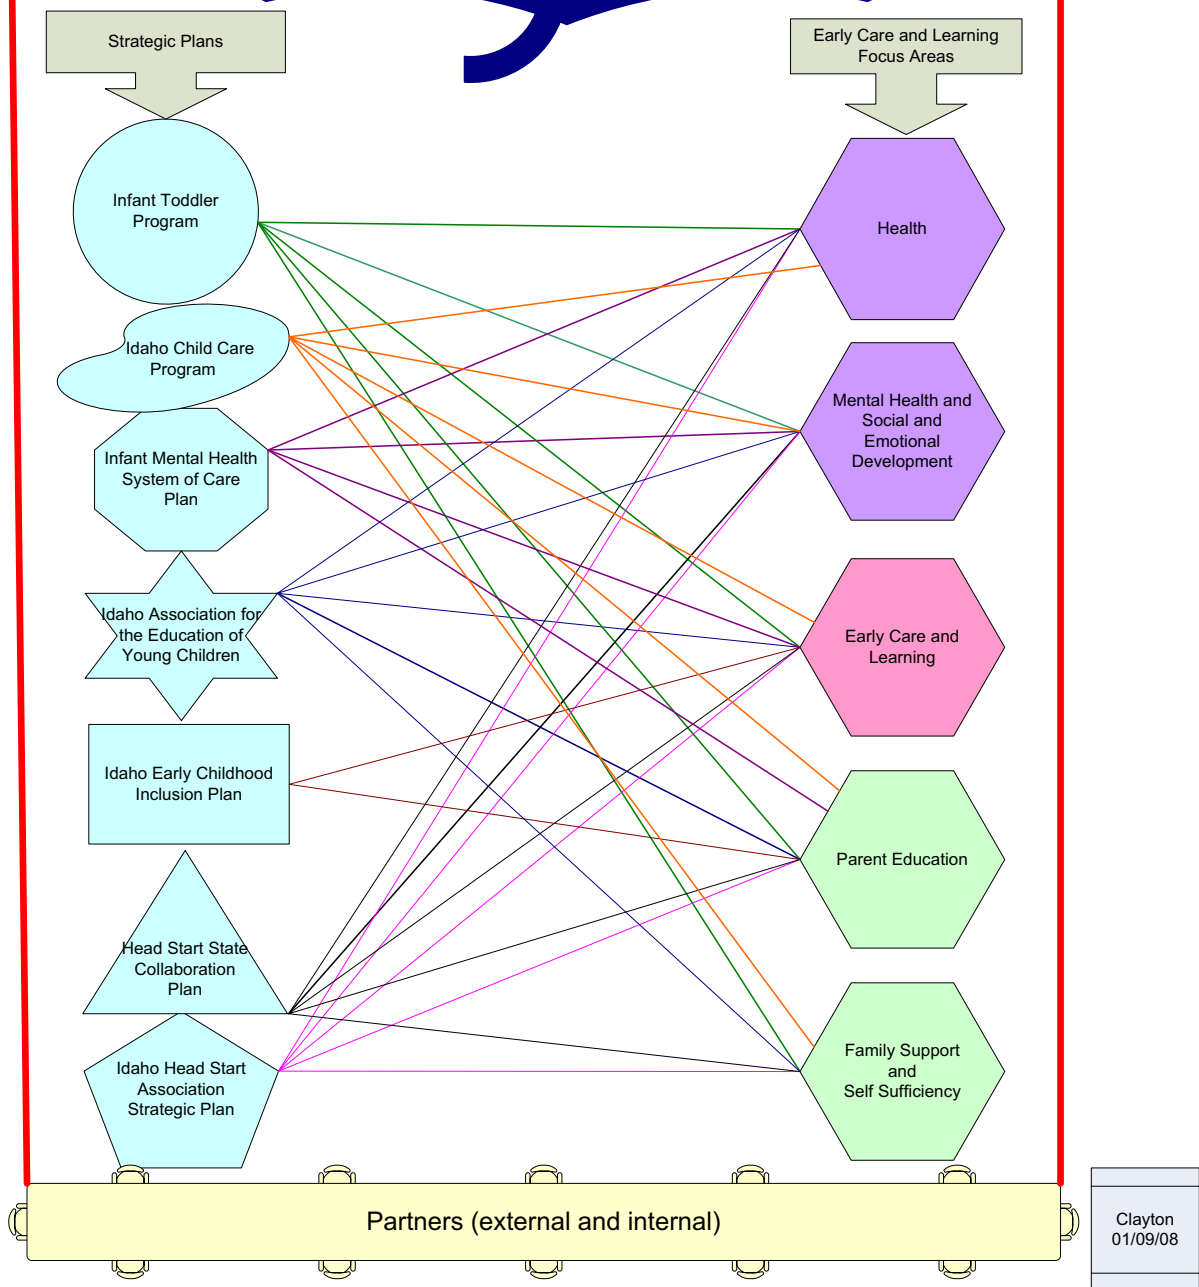 Strategic Plans
Early Care and Learning
Focus Areas
Infant Toddler
Program
Health
Idaho Child Care
Program
Mental Health and
Social and
Emotional
Development
Infant Mental Health
System of Care
Plan
Idaho Association for
the Education of
Young Children
Early Care and
Learning
Idaho Early Childhood
Inclusion Plan
Parent Education
Head Start State
Collaboration
Plan
Idaho Head Start
Association
Strategic Plan
Family Support
and
Self Sufficiency
Partners (external and internal)
Clayton
01/09/08